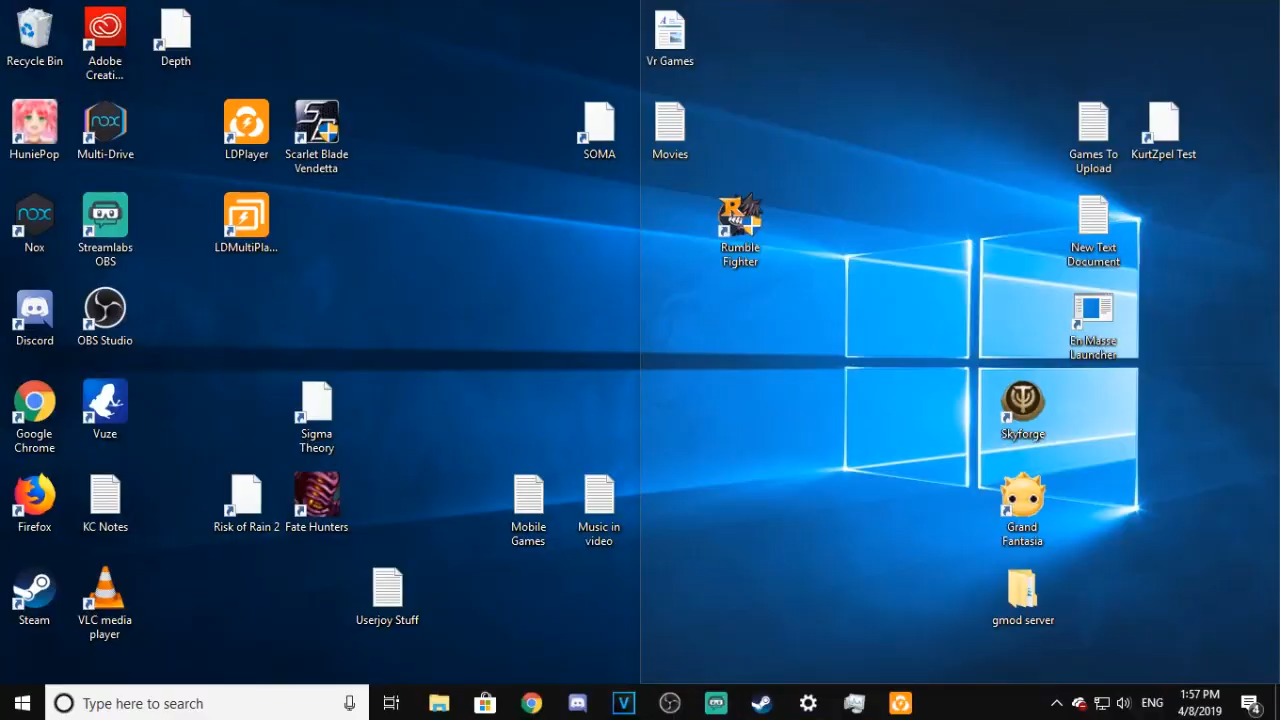 Recycle Bin
Adobe
Creati...
Depth
Vr Games
HuniePop
nox
Multi-Drive
LDPlayer
Scarlet Blade
Vendetta
SOMA
Movies
Games To
Upload
KurtZpel Test
nox
Nox
Streamlabs
OBS
LDMultiPla...
R
Rumble
Fighter
New Text
Document
Discord
OBS Studio
En Masse
Launcher
Google
Chrome
Vuze
Sigma
Theory
Skyforge
Firefox
KC Notes
Risk of Rain 2
Fate Hunters
Mobile
Games
Music in
video
Grand
Fantasia
Steam
VLC media
player
Userjoy Stuff
gmod server
Type here to search
V
ENG
1:57 PM
4/8/2019
4